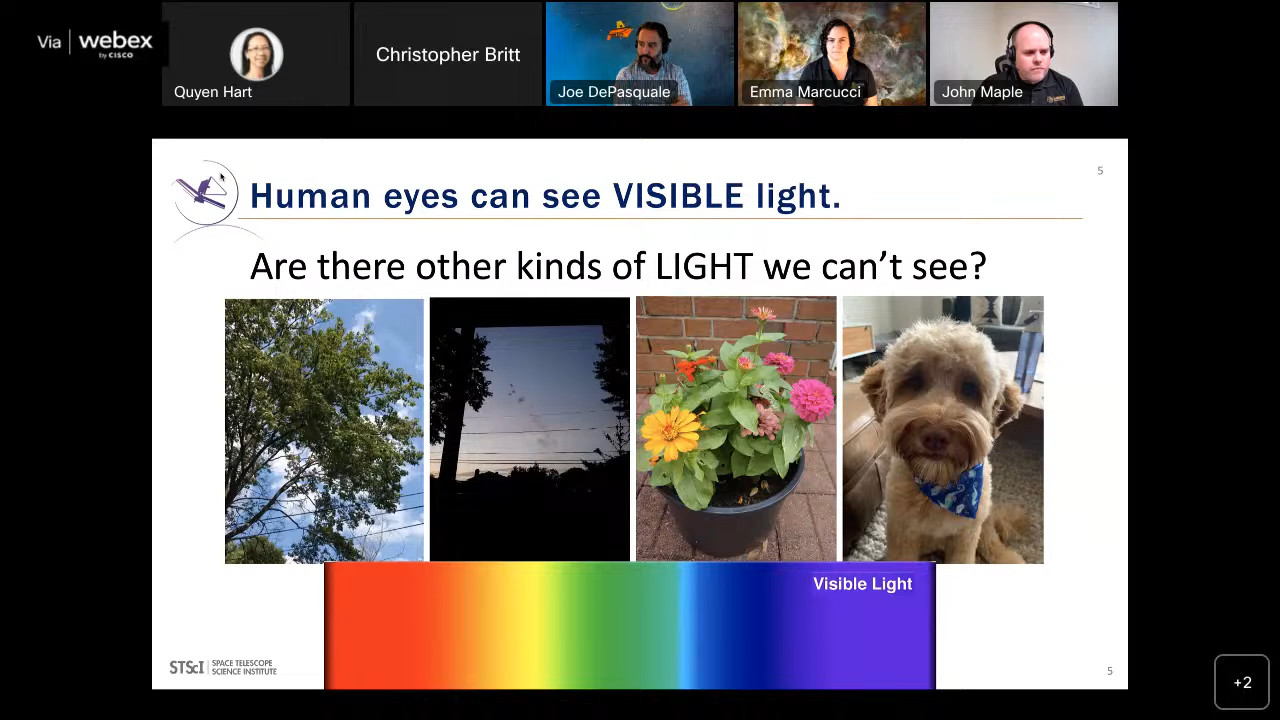 Via webex
by CISCO
Quyen Hart
Christopher Britt
Joe DePasquale
Emma Marcucci
John Maple
5
Human eyes can see VISIBLE light.
Are there other kinds of LIGHT we can’t see?
Visible Light
STScI SPACE TELESCOPE
SCIENCE INSTITUTE
5
+2